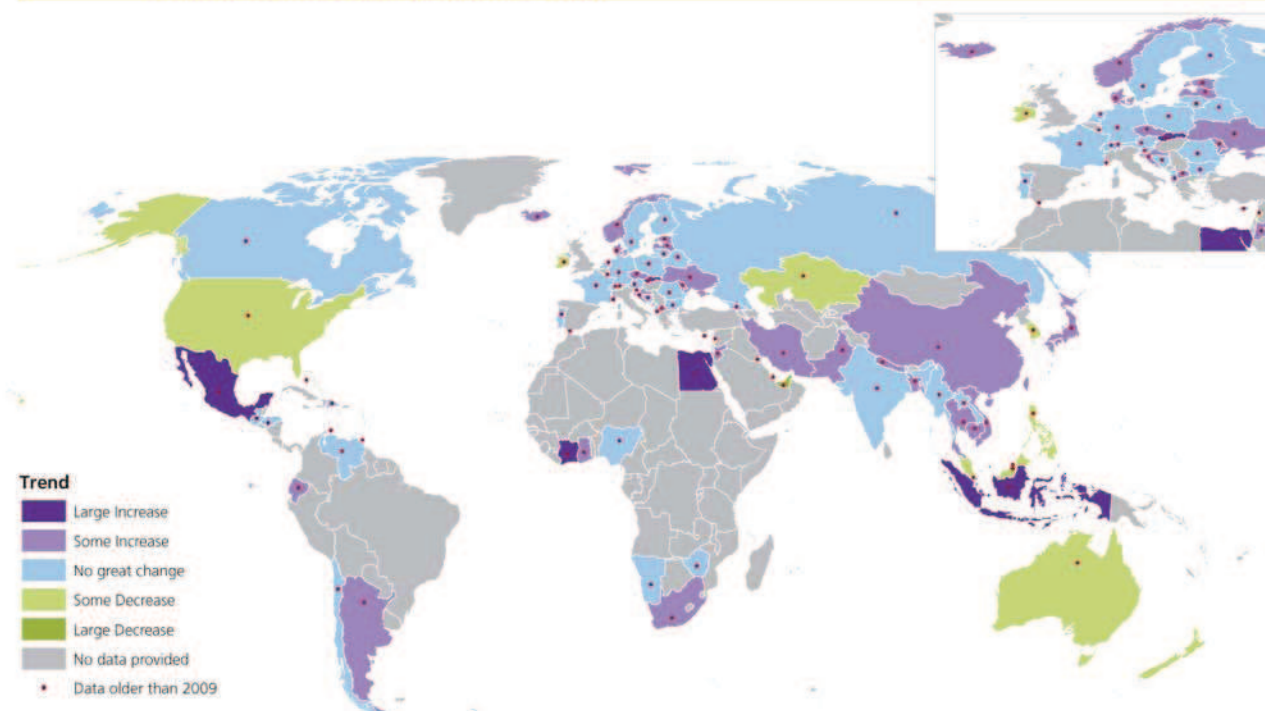 Trend
Large Increase
Some Increase
No great change
Some Decrease
Large Decrease
No data provided
Data older than 2009